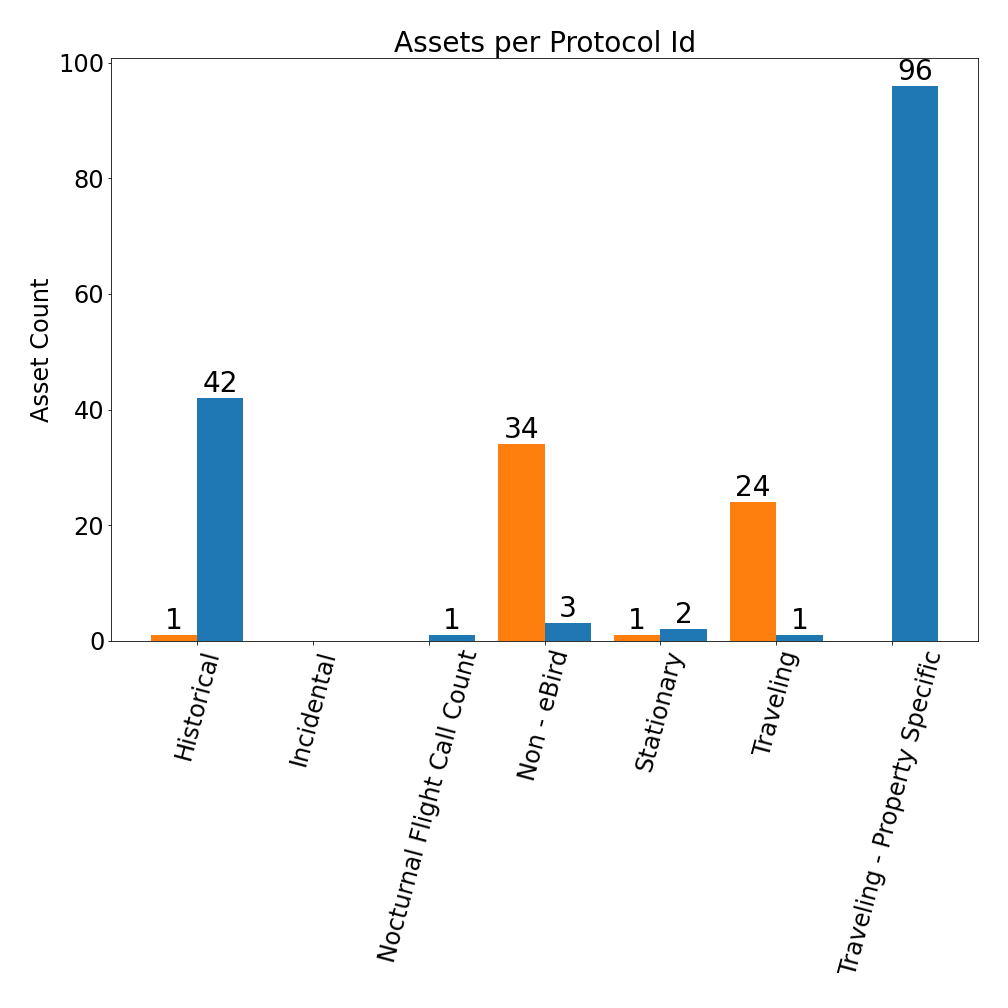 Assets per Protocol Id
Asset Count
100
80
60
40
20
0
1
42
1
34
3
1
2
24
1
96
Historical
Incidental
Nocturnal Flight Call Count
Non - eBird
Stationary
Traveling
Traveling - Property Specific